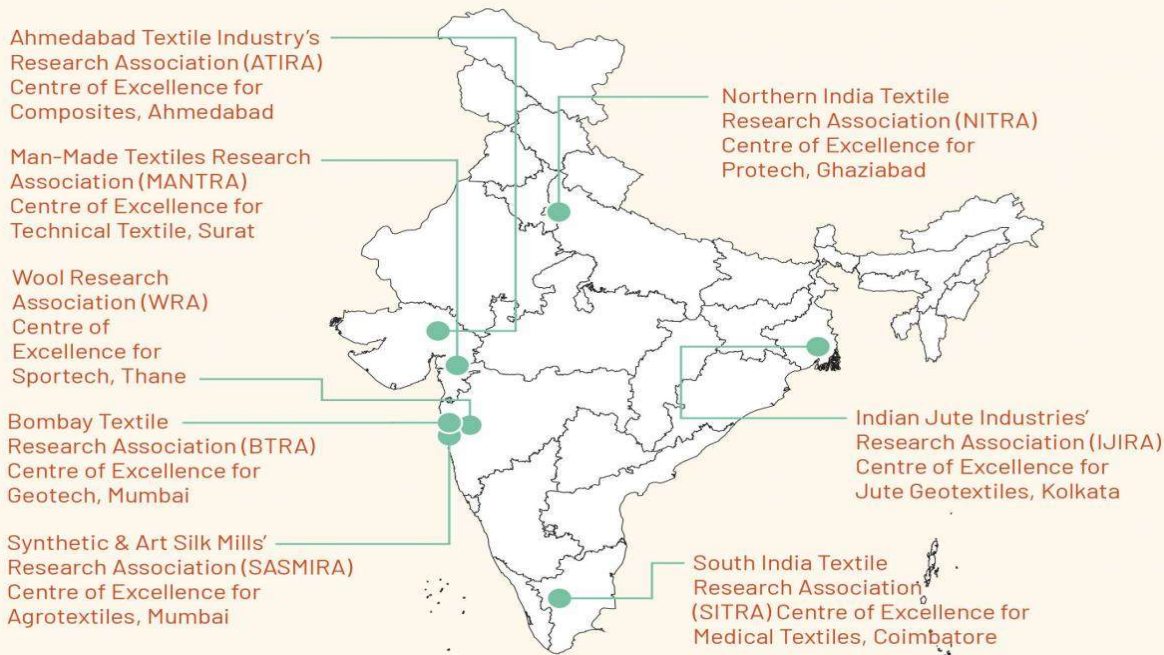 Ahmedabad Textile Industry's
Research Association (ATIRA)
Centre of Excellence for
Composites, Ahmedabad
Man-Made Textiles Research
Association (MANTRA)
Centre of Excellence for
Technical Textile, Surat
Wool Research
Association (WRA)
Centre of
Excellence for
Sportech, Thane
Bombay Textile
Research Association (BTRA)
Centre of Excellence for
Geotech, Mumbai
Synthetic & Art Silk Mills'
Research Association (SASMIRA)
Centre of Excellence for
Agrotextiles, Mumbai
Northern India Textile
Research Association (NITRA)
Centre of Excellence for
Protech, Ghaziabad
Indian Jute Industries'
Research Association (IJIRA)
Centre of Excellence for
Jute Geotextiles, Kolkata
South India Textile
Research Association
(SITRA) Centre of Excellence for
Medical Textiles, Coimbatore